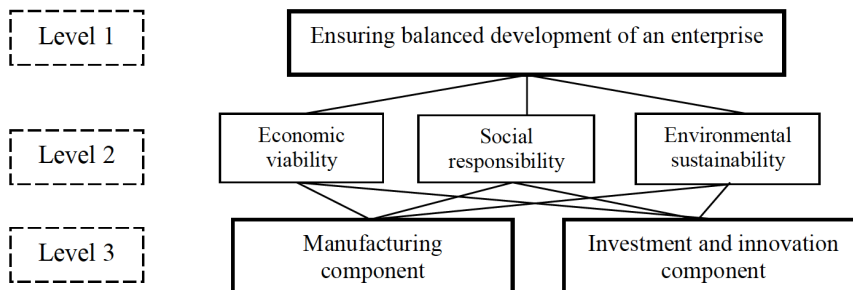 Level 1
Ensuring balanced development of an enterprise
Level 2
Economic
viability
Social
responsibility
Environmental
sustainability
Level 3
Manufacturing
component
Investment and innovation
component